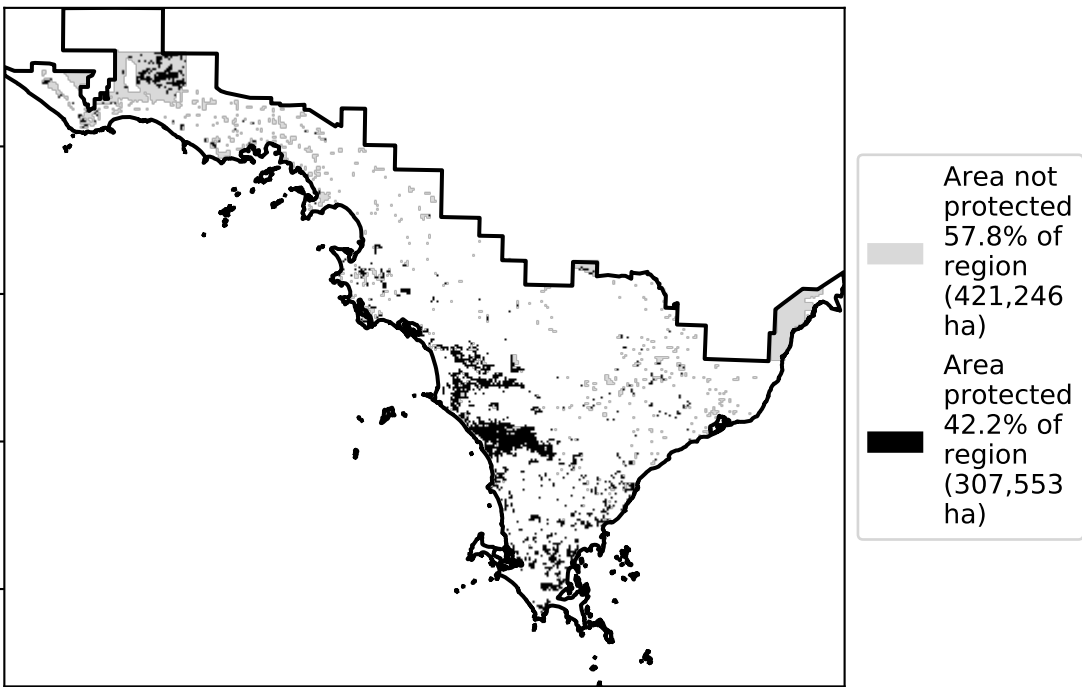 Area not
protected
57.8% of
region
(421,246
ha)
Area
protected
42.2% of
region
(307,553
ha)